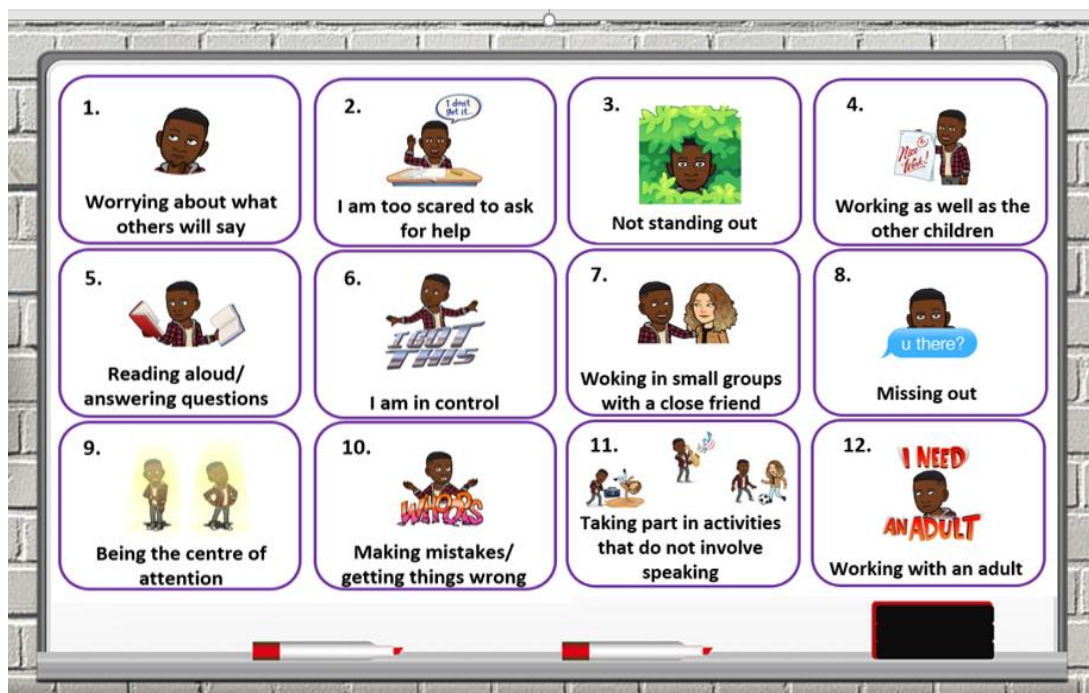 1.
Worrying about what
others will say
2.
I don't
get it...
I am too scared to ask
for help
3.
Not standing out
4.
Nice
Work!
Working as well as the
other children
5.
Reading aloud/
answering questions
6.
I GOT
THIS
I am in control
7.
Woking in small groups
with a close friend
8.
u there?
Missing out
9.
Being the centre of
attention
10.
WHOOPS
Making mistakes/
getting things wrong
11.
Taking part in activities
that do not involve
speaking
12.
I NEED
AN ADULT
Working with an adult